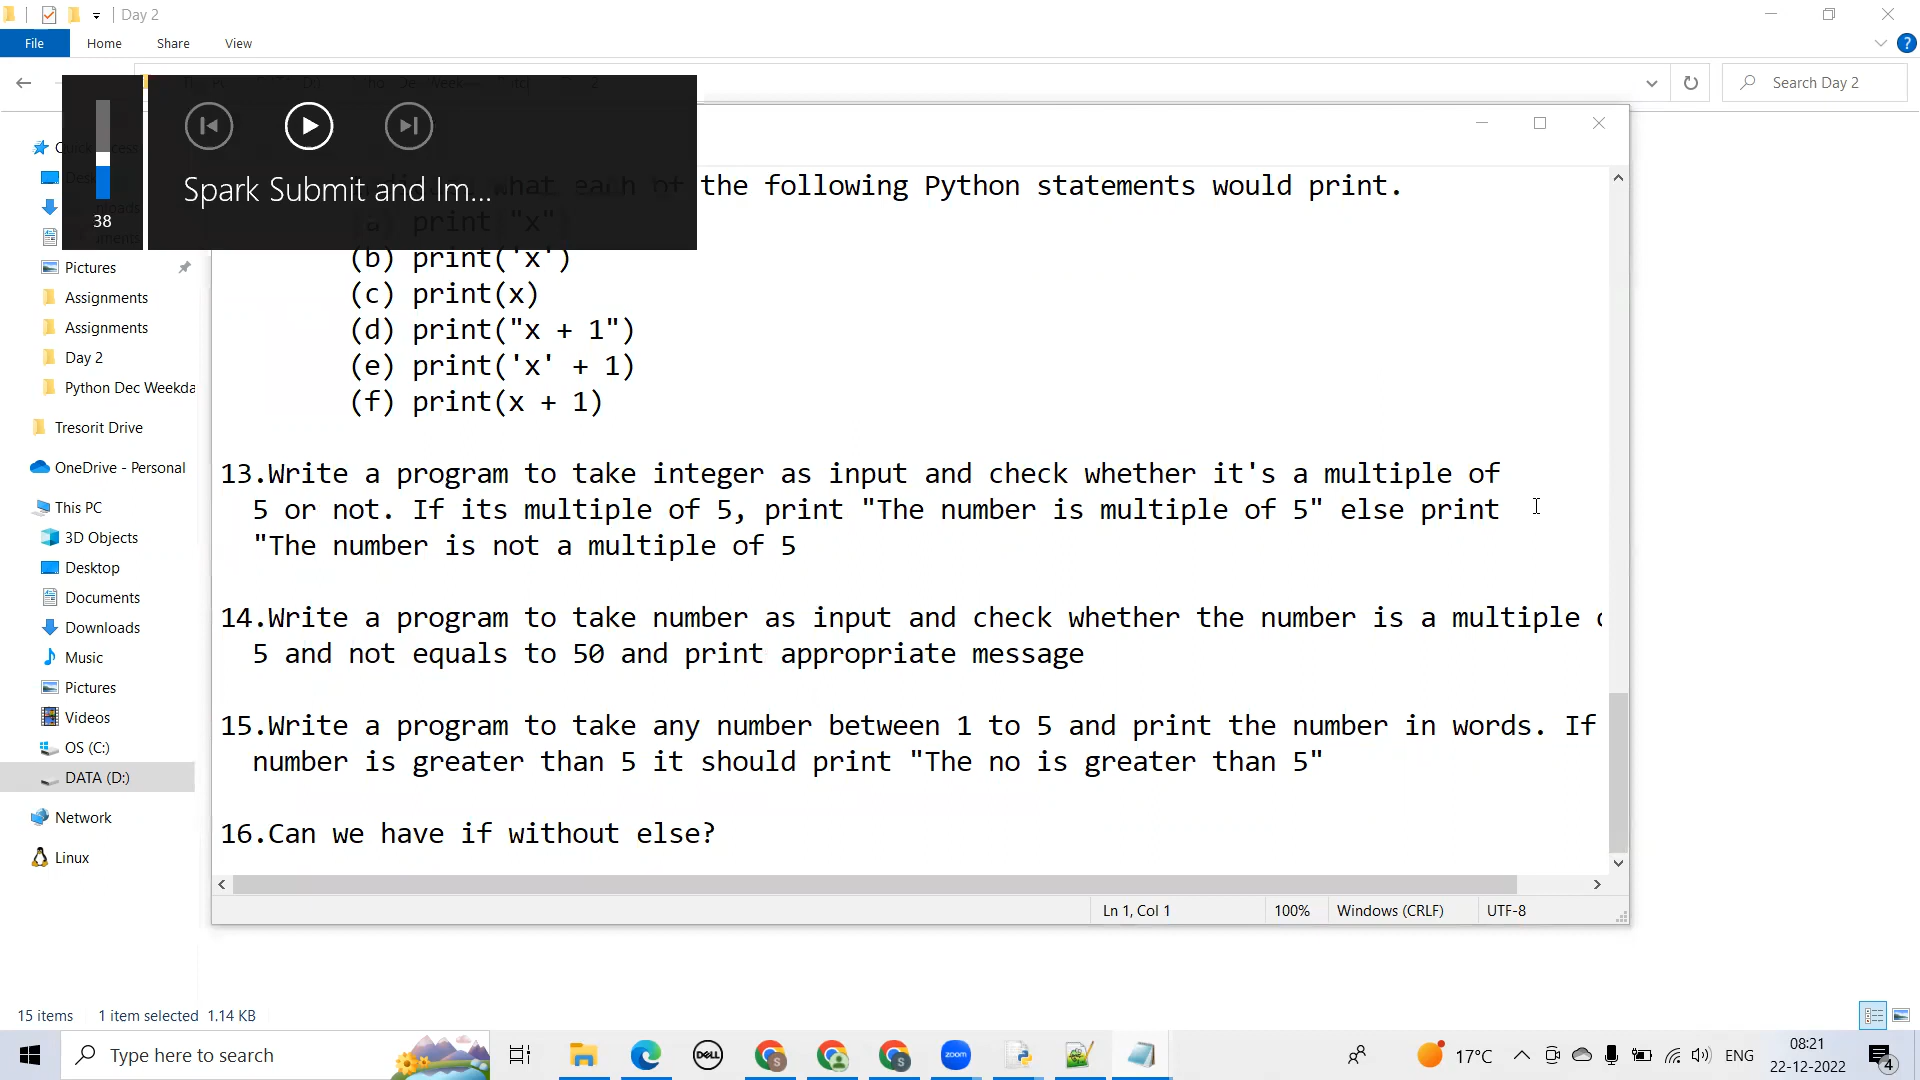 Day 2
File Home Share View
Search Day 2
38
Spark Submit and Im...
what each of the following Python statements would print.
(a) print "x"
(b) print('x')
(c) print(x)
(d) print("x + 1")
(e) print('x' + 1)
(f) print(x + 1)
13.Write a program to take integer as input and check whether it's a multiple of
5 or not. If its multiple of 5, print "The number is multiple of 5" else print
"The number is not a multiple of 5
14.Write a program to take number as input and check whether the number is a multiple
5 and not equals to 50 and print appropriate message
15.Write a program to take any number between 1 to 5 and print the number in words. If
number is greater than 5 it should print "The no is greater than 5"
16.Can we have if without else?
Ln 1, Col 1 100% Windows (CRLF) UTF-8
Pictures
Assignments
Assignments
Day 2
Python Dec Weekda
Tresorit Drive
OneDrive - Personal
This PC
3D Objects
Desktop
Documents
Downloads
Music
Pictures
Videos
OS (C:)
DATA (D:)
Network
Linux
15 items 1 item selected 1.14 KB
Type here to search
DELL
zoom
17°C
ENG
08:21
22-12-2022
4